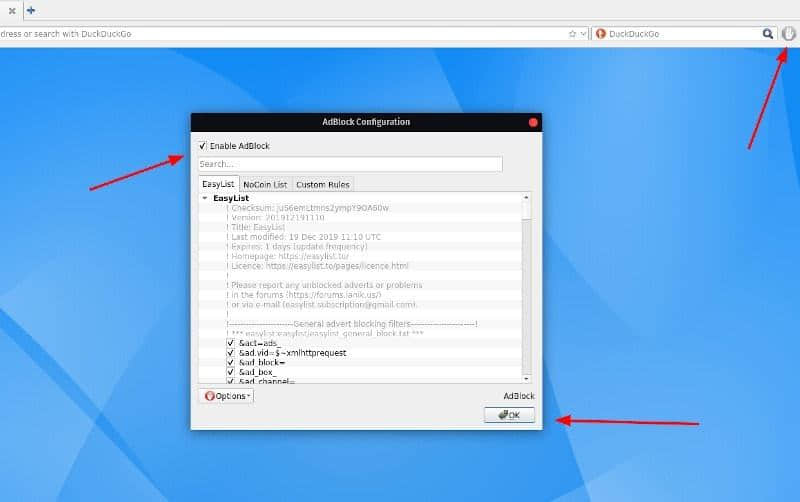 dress or search with DuckDuckGo
DuckDuckGo
AdBlock Configuration
Enable AdBlock
Search...
EasyList
NoCoin List
Custom Rules
EasyList
! Checksum:
! Version: 201912191110
! Title: EasyList
! Last modified: 19 Dec 2019 11:10 UTC
! Expires: 1 days (update frequency)
! Homepage: https://easylist.to/
! Licence: https://easylist.to/pages/licence.html
!
! Please report any unblocked adverts or problems
! in the forums (https://forums.lanik.us/)
! or via e-mail (easylist.subscription@gmail.com).
!
!-----------------------General advert blocking filters-----------------------!
! *** easylist:easylist/easylist_general_block.txt ***
&act=ads_
&ad.vid=$~xmlhttprequest
&ad_block=
&ad_box_
&ad_channel=
Options
AdBlock
OK